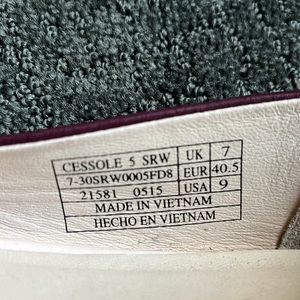 CESSOLE 5 SRW UK 7
7-30SRW0005FD8 EUR 40.5
21581 0515 USA 9
MADE IN VIETNAM
HECHO EN VIETNAM